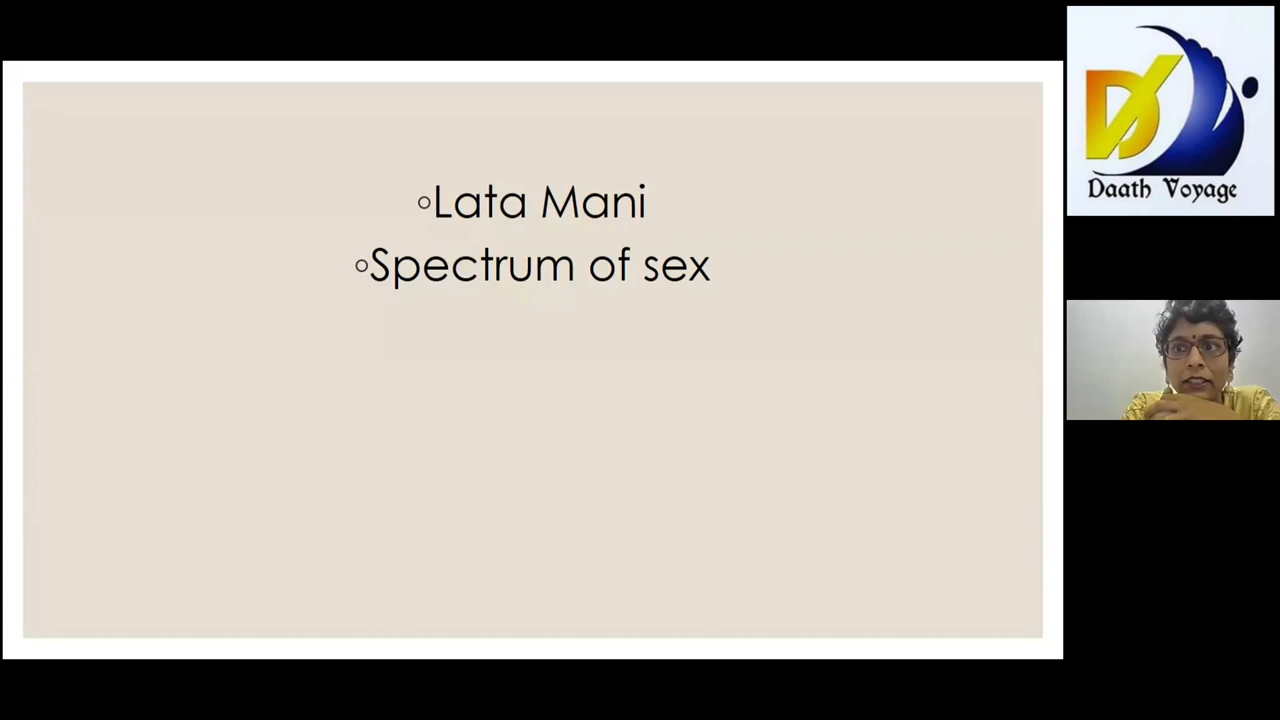 ◦Lata Mani
◦Spectrum of sex
D
Daath Voyage